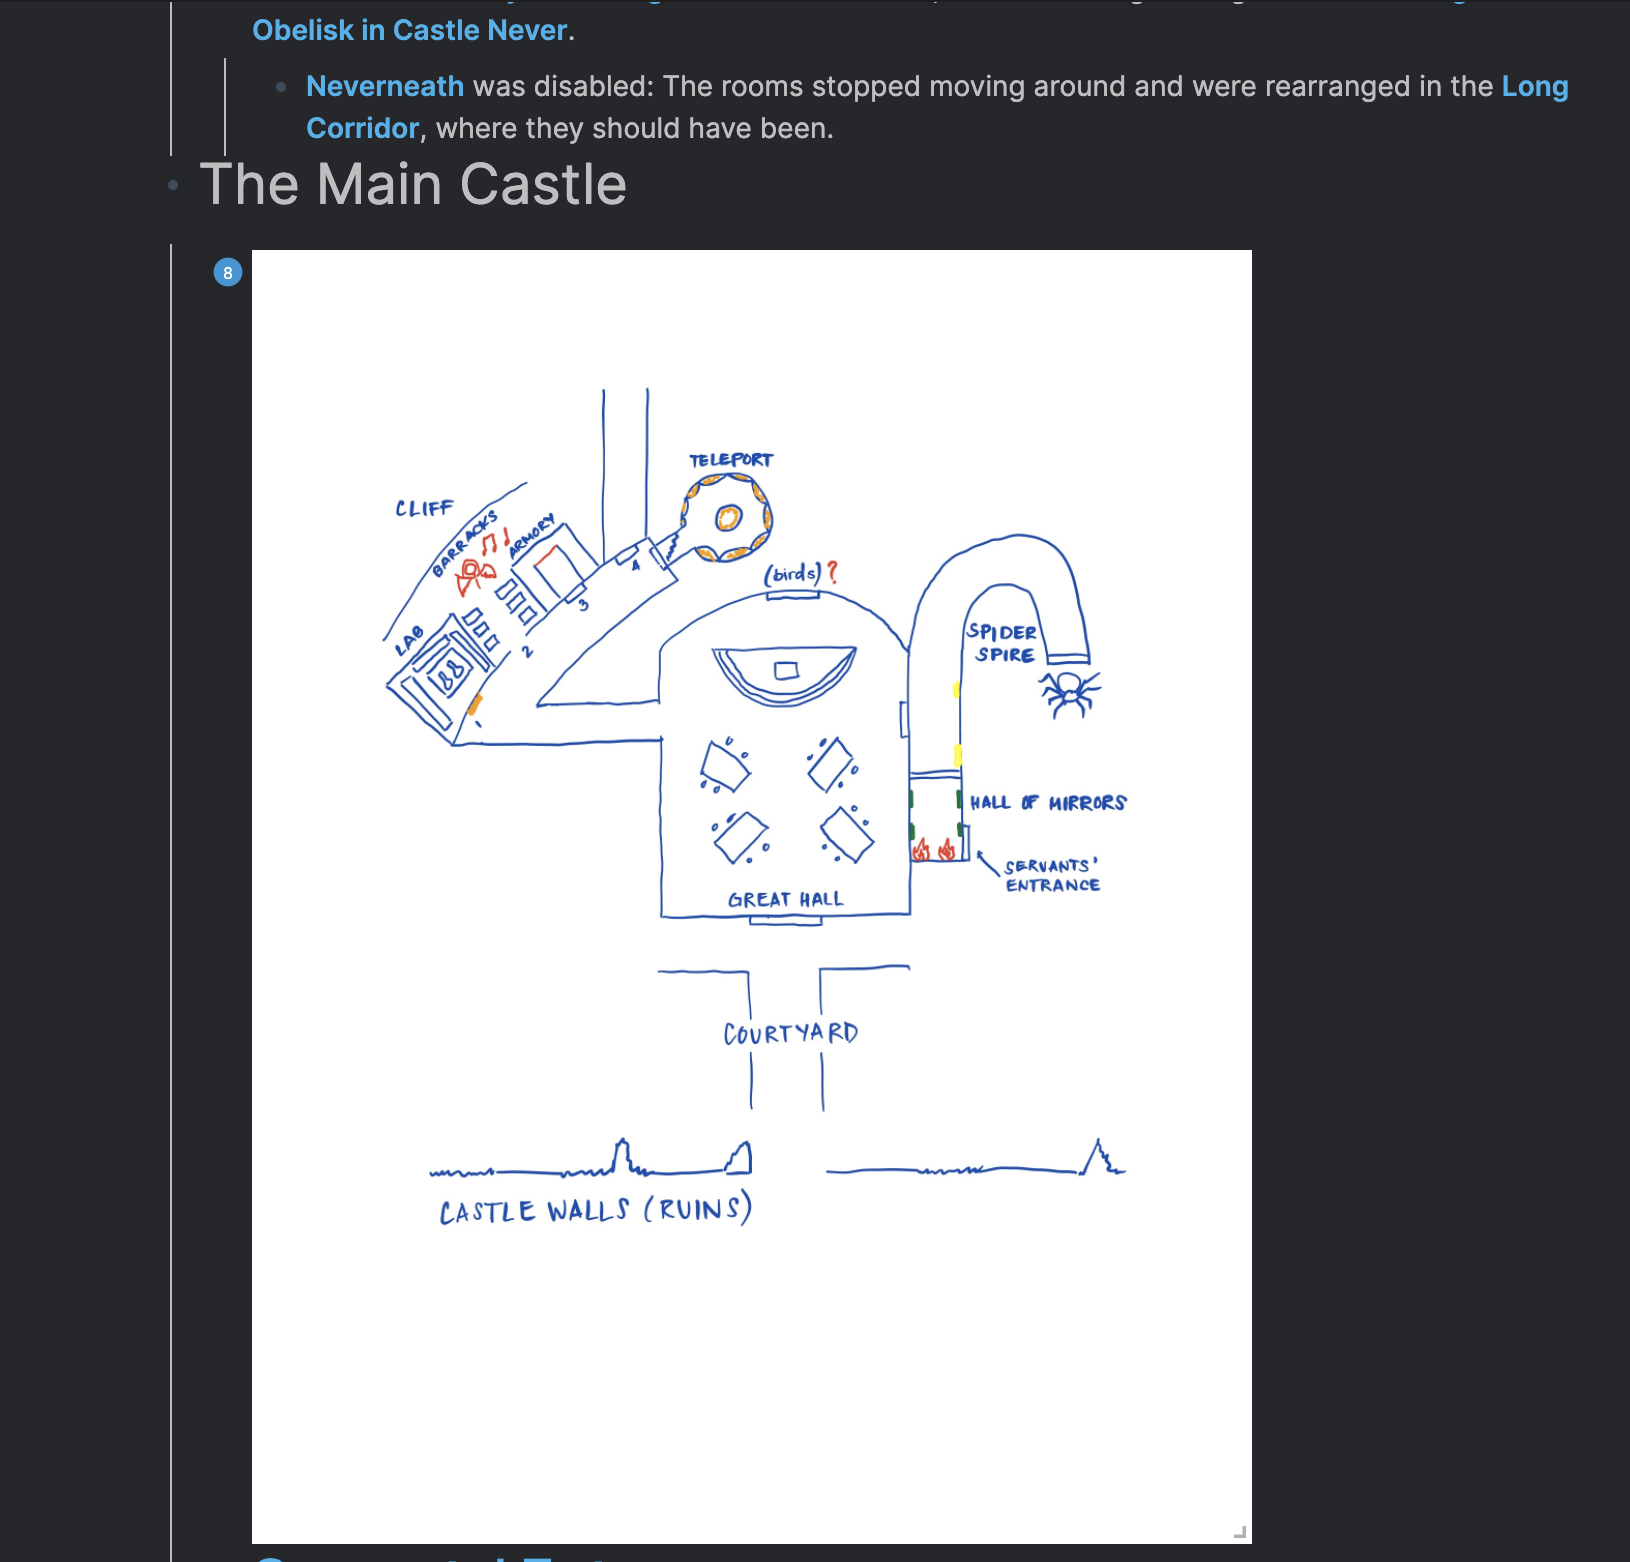 Obelisk in Castle Never.
Neverneath was disabled: The rooms stopped moving around and were rearranged in the Long
Corridor, where they should have been.
The Main Castle
8
TELEPORT
CLIFF
BARRACKS
ARMORY
4
(birds)?
3
SPIDER
SPIRE
LAB
2
1
HALL OF MIRRORS
SERVANTS'
ENTRANCE
GREAT HALL
COURTYARD
CASTLE WALLS (RUINS)